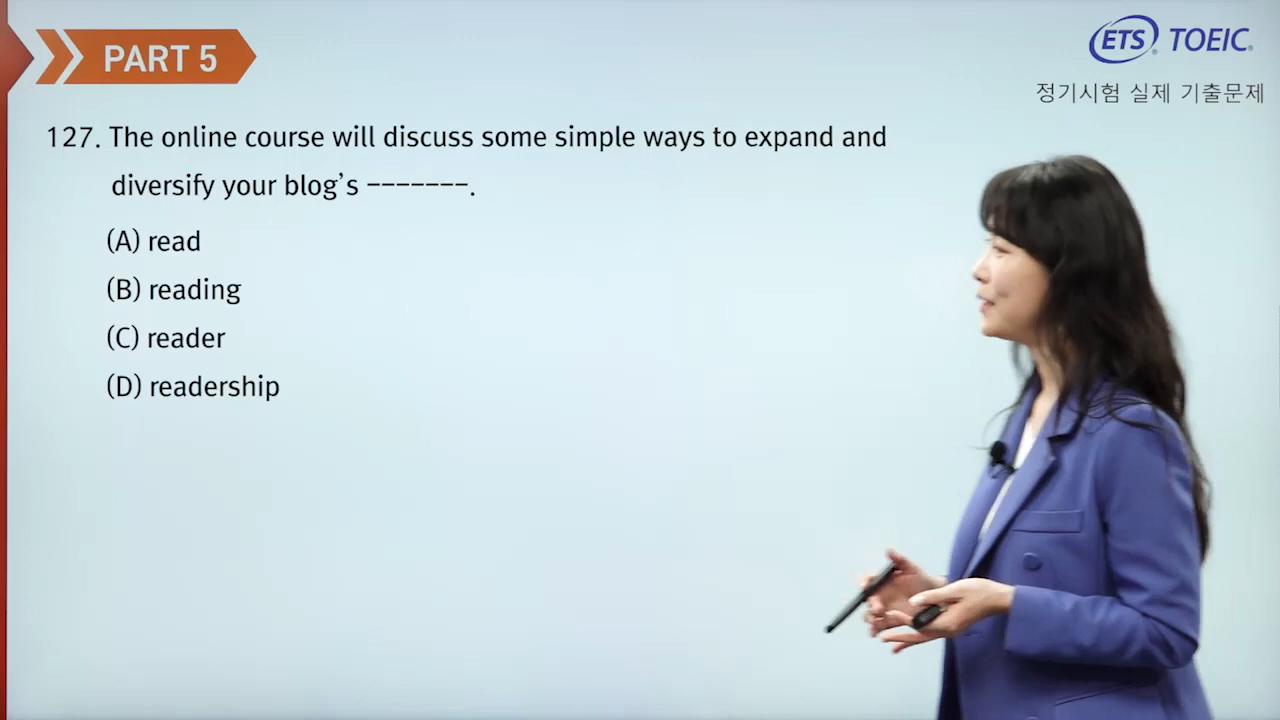 PART 5
ETS TOEIC
정기시험 실제 기출문제
127. The online course will discuss some simple ways to expand and
diversify your blog's -------.
(A) read
(B) reading
(C) reader
(D) readership